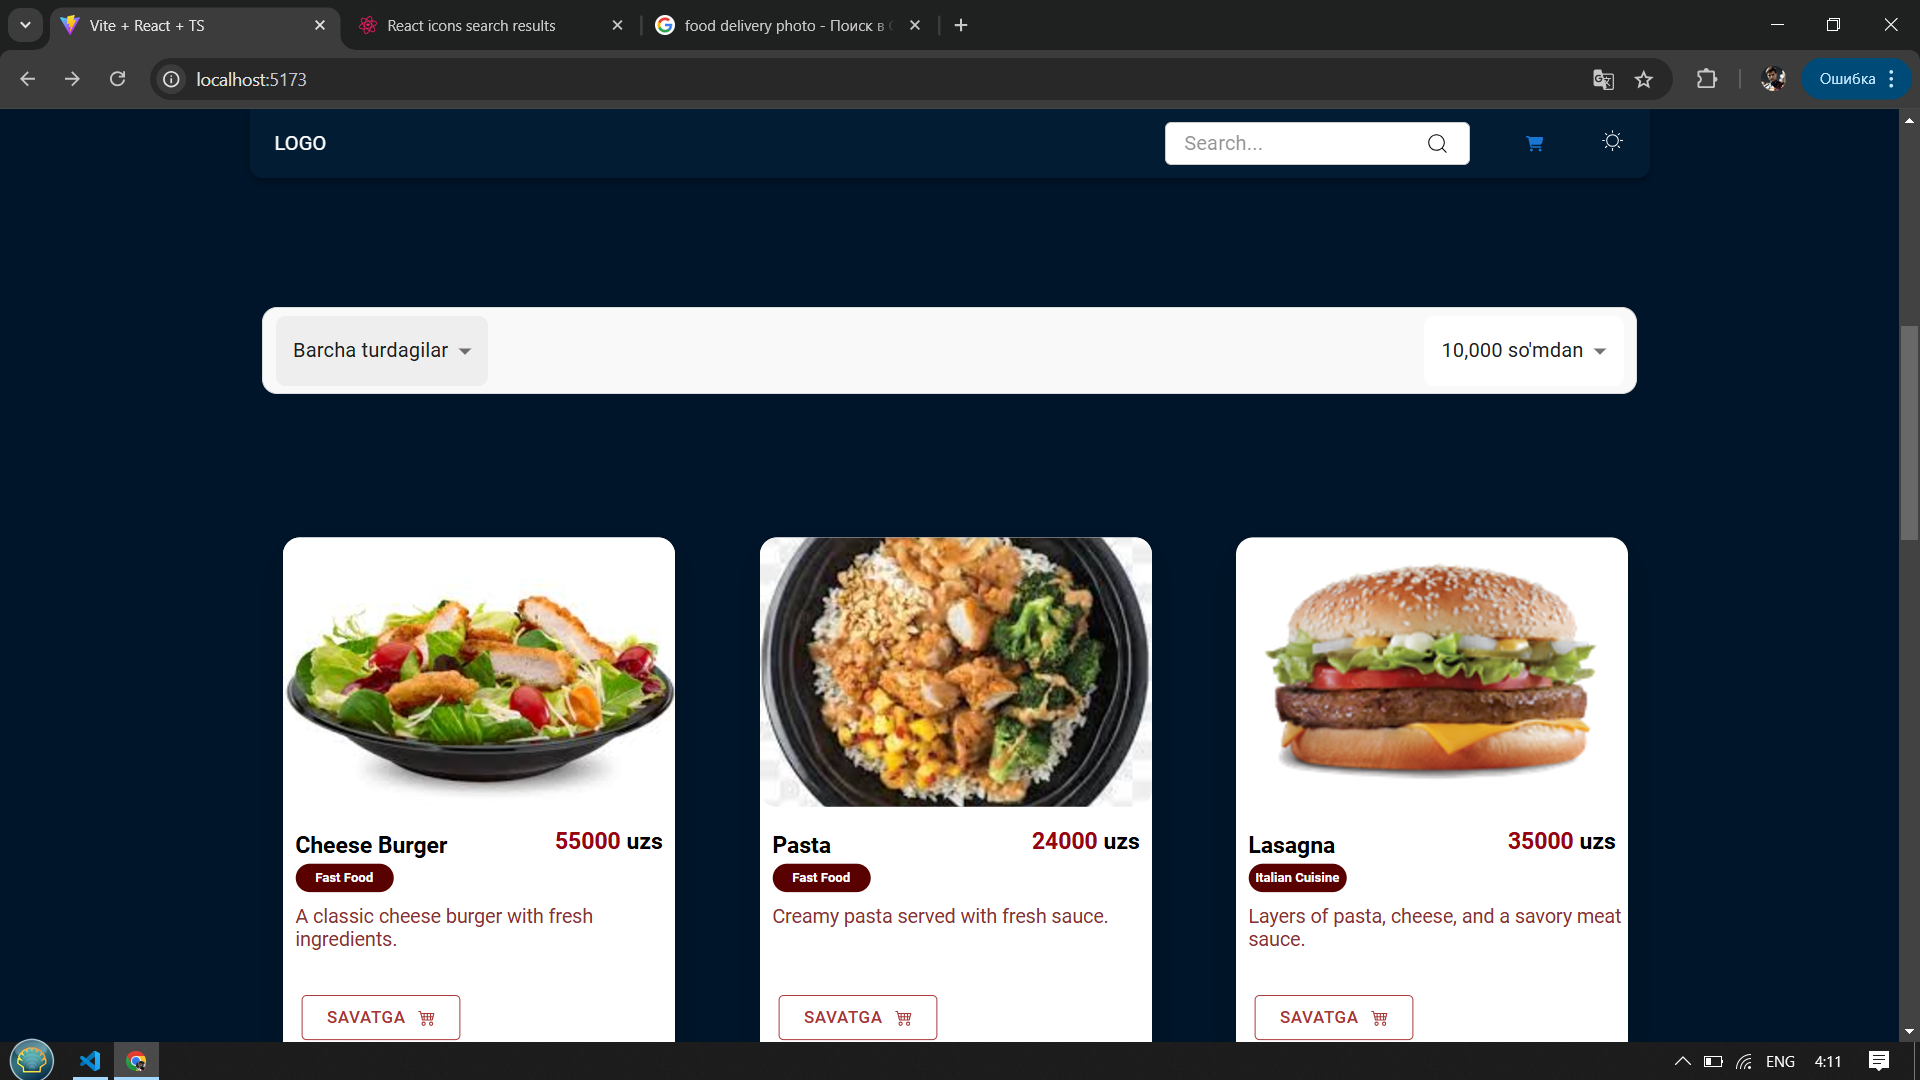 Vite + React + TS
React icons search results
food delivery photo - Поиск в
localhost:5173
Ошибка
LOGO
Search...
Barcha turdagilar
10,000 so'mdan
Cheese Burger
55000 uzs
Fast Food
A classic cheese burger with fresh
ingredients.
SAVATGA
Pasta
24000 uzs
Fast Food
Creamy pasta served with fresh sauce.
SAVATGA
Lasagna
35000 uzs
Italian Cuisine
Layers of pasta, cheese, and a savory meat
sauce.
SAVATGA
ENG
4:11